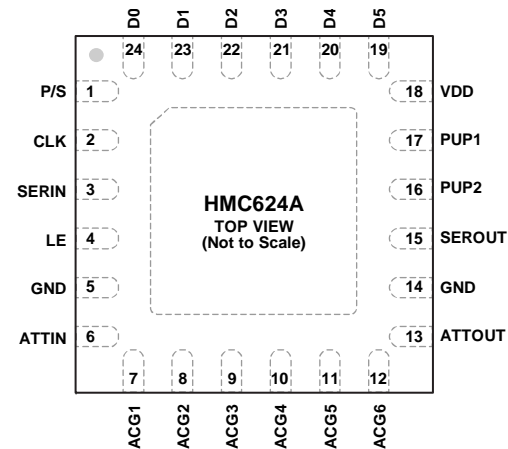 D0 D1 D2 D3 D4 D5
24 23 22 21 20 19
P/S 1 18 VDD
CLK 2 17 PUP1
SERIN 3 16 PUP2
HMC624A
TOP VIEW
(Not to Scale)
LE 4 15 SEROUT
GND 5 14 GND
ATTIN 6 13 ATTOUT
7 8 9 10 11 12
ACG1 ACG2 ACG3 ACG4 ACG5 ACG6